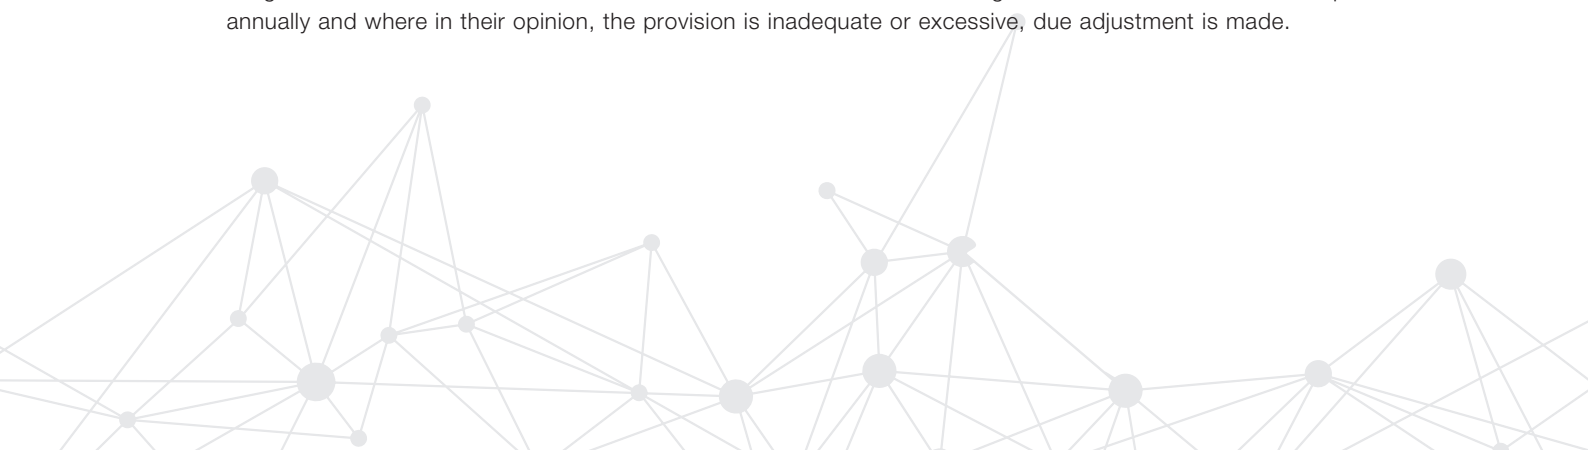 annually and where in their opinion, the provision is inadequate or excessive, due adjustment is made.